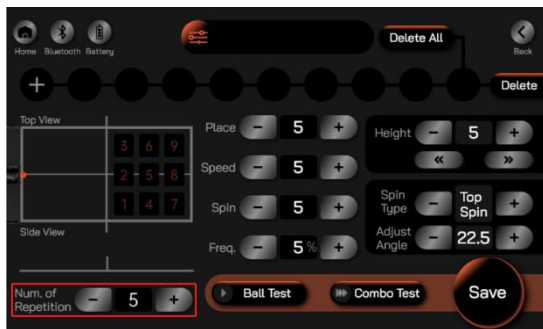 Delete All
Home Bluetooth Battery
Back
+
Delete
Top View
3 6 9
2 5 8
1 4 7
Side View
Place − 5 +
Speed − 5 +
Spin − 5 +
Freq. − 5 % +
Height − 5 +
« »
Spin Type − Top Spin +
Adjust Angle − 22.5 +
Num. of Repetition − 5 +
Ball Test
Combo Test
Save